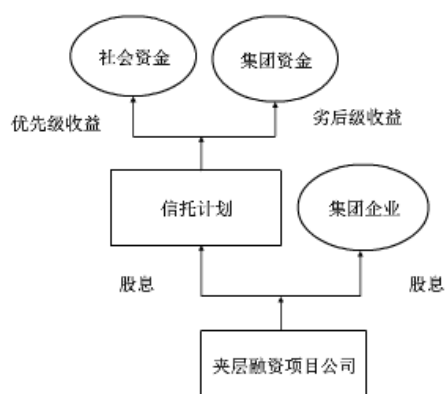 社会资金
集团资金
优先级收益
劣后级收益
信托计划
集团企业
股息
股息
夹层融资项目公司